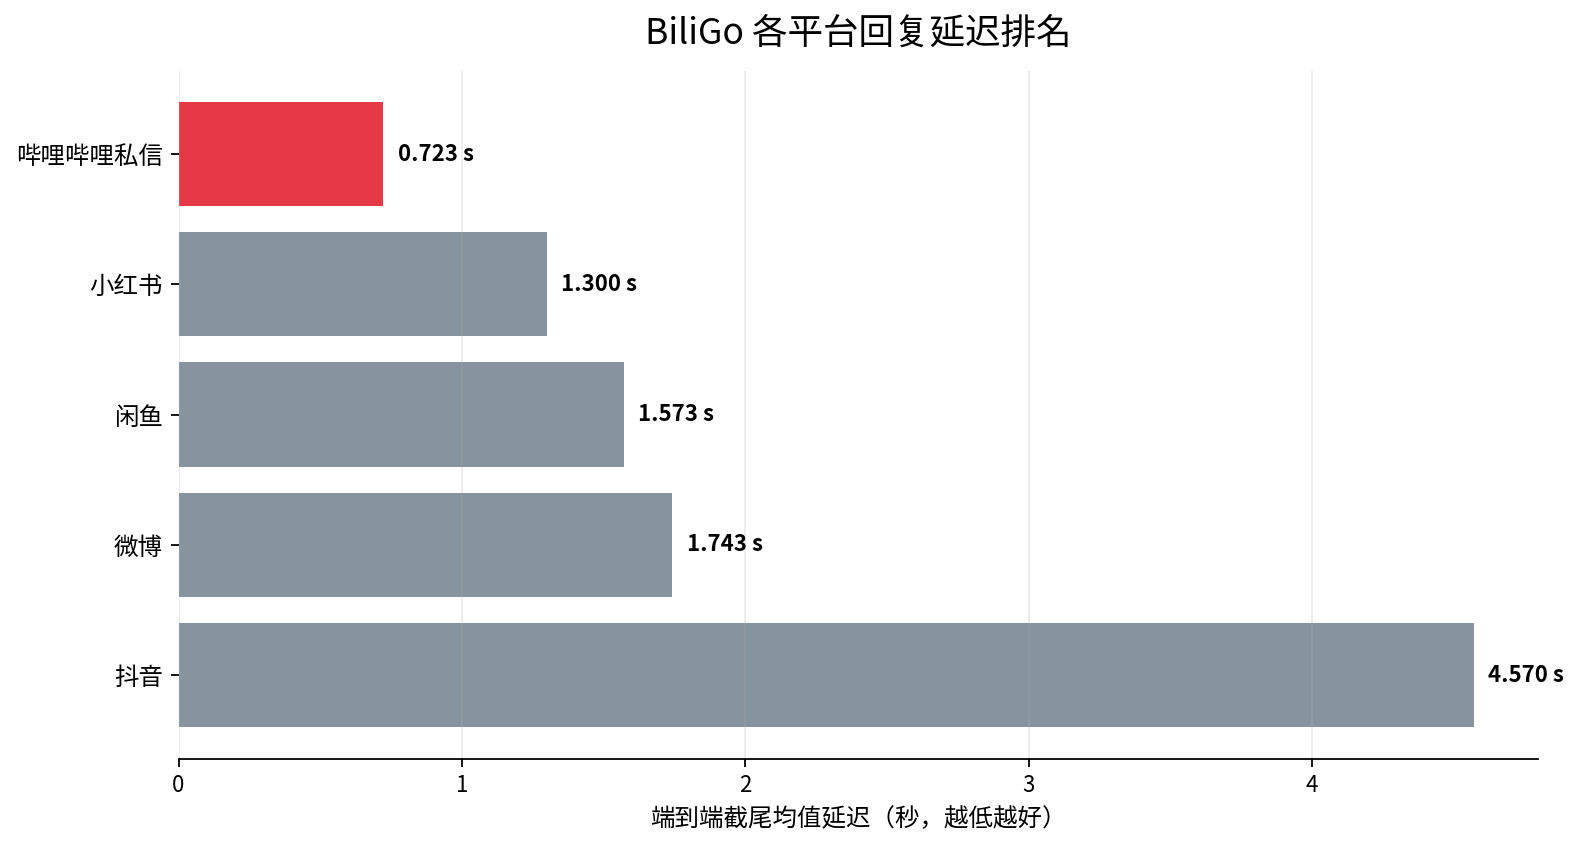 BiliGo 各平台回复延迟排名
哔哩哔哩私信
0.723 s
小红书
1.300 s
闲鱼
1.573 s
微博
1.743 s
抖音
4.570 s
0 1 2 3 4
端到端截尾均值延迟（秒，越低越好）